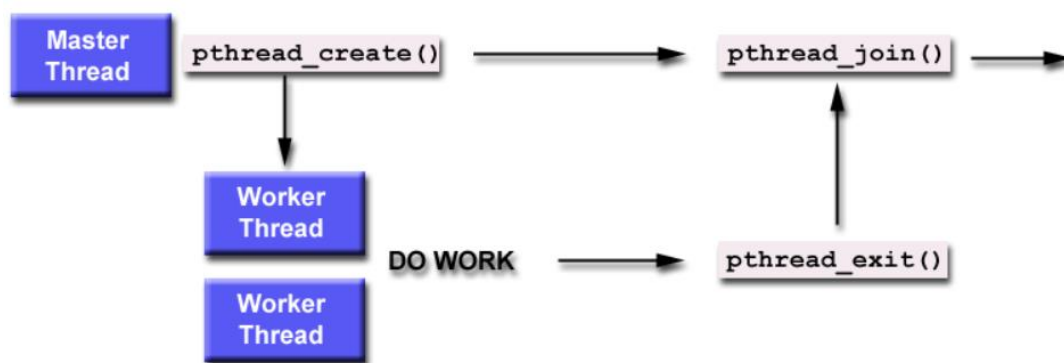 Master
Thread
pthread_create()
pthread_join()
Worker
Thread
DO WORK
pthread_exit()
Worker
Thread